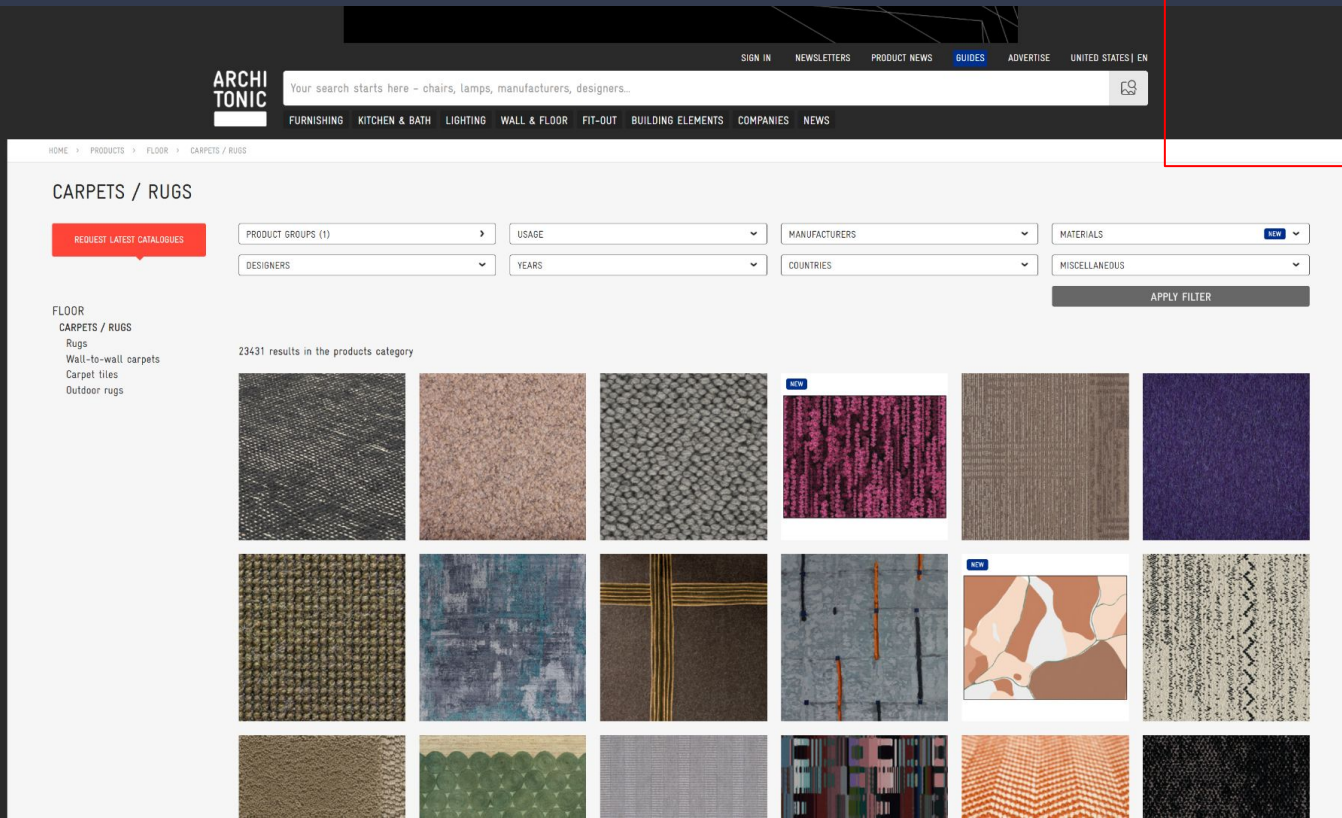 SIGN IN NEWSLETTERS PRODUCT NEWS GUIDES ADVERTISE UNITED STATES| EN
ARCHI
TONIC
Your search starts here – chairs, lamps, manufacturers, designers…
FURNISHING KITCHEN & BATH LIGHTING WALL & FLOOR FIT-OUT BUILDING ELEMENTS COMPANIES NEWS
HOME > PRODUCTS > FLOOR > CARPETS / RUGS
CARPETS / RUGS
REQUEST LATEST CATALOGUES
PRODUCT GROUPS (1) USAGE MANUFACTURERS MATERIALS NEW
DESIGNERS YEARS COUNTRIES MISCELLANEOUS
APPLY FILTER
FLOOR
CARPETS / RUGS
Rugs
Wall-to-wall carpets
Carpet tiles
Outdoor rugs
23431 results in the products category
NEW
NEW